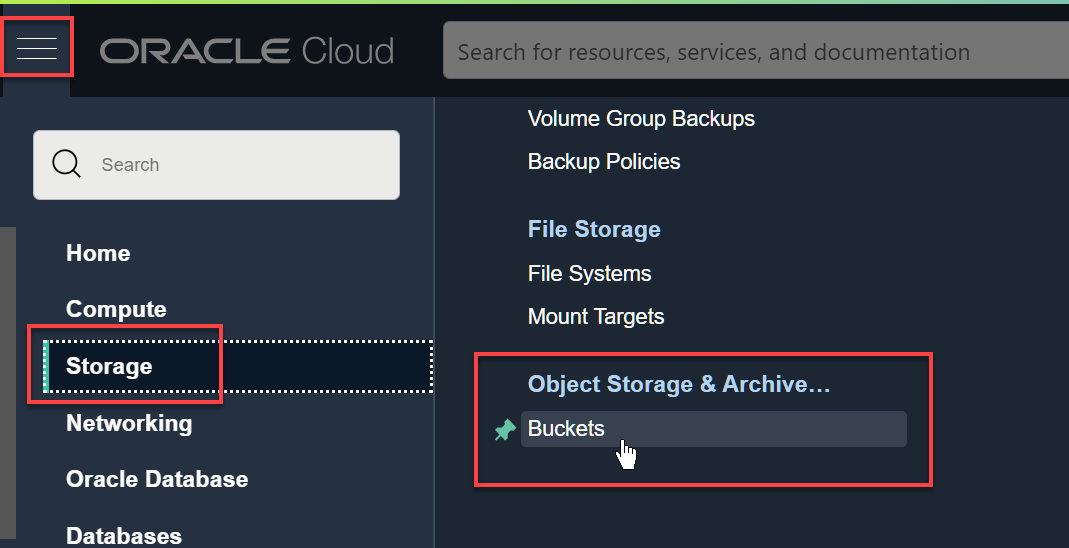 ORACLE Cloud
Search for resources, services, and documentation
Search
Home
Compute
Storage
Networking
Oracle Database
Databases
Volume Group Backups
Backup Policies
File Storage
File Systems
Mount Targets
Object Storage & Archive...
Buckets